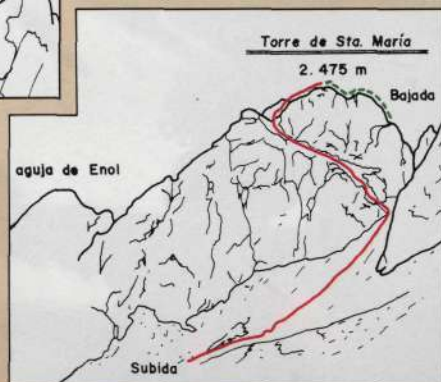 Torre de Sta. María
2.475 m
Bajada
aguja de Enol
Subida